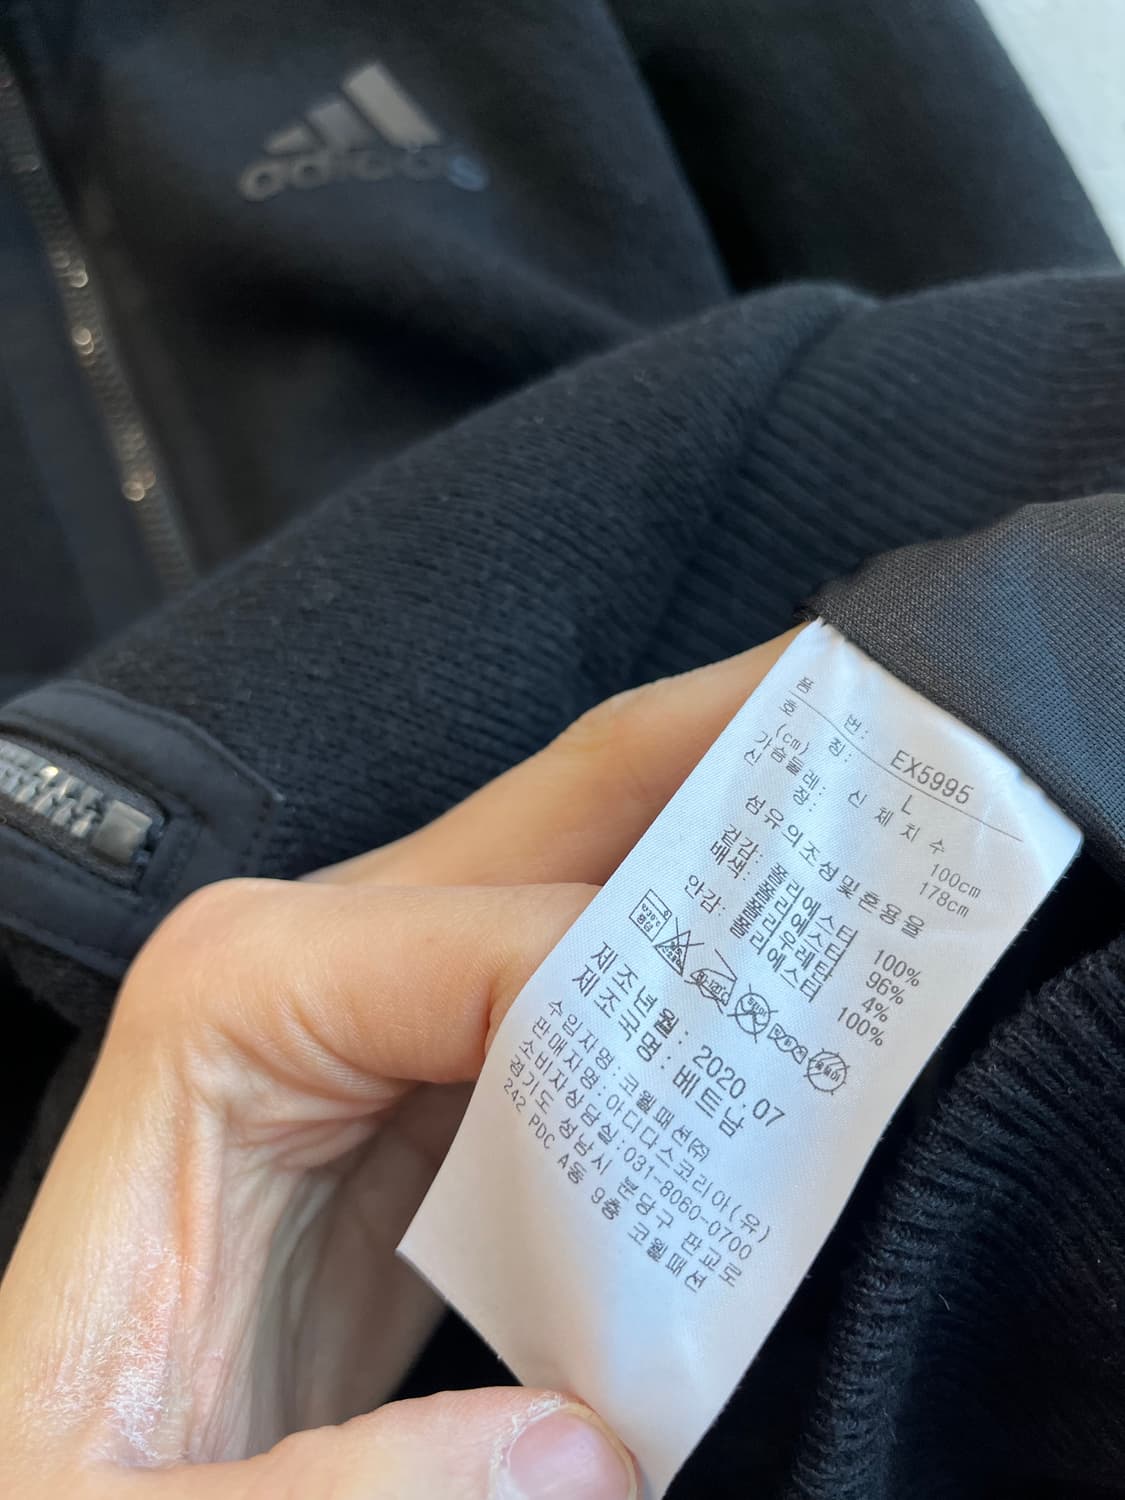 adidas
품 번: EX5995
호 칭: L
(cm) 신 체 치 수
가슴둘레: 100cm
신 장: 178cm
섬유의조성및혼용율
겉감: 폴리에스터 100%
배색: 폴리에스터 96%
폴리우레탄 4%
안감: 폴리에스터 100%
제조년월: 2020.07
제조국명: 베트남
수입자명:코웰패션㈜
판매자명:아디다스코리아(유)
소비자상담실:031-8060-0700
경기도 성남시 분당구 판교로
242 PDC A동 9층 코웰패션